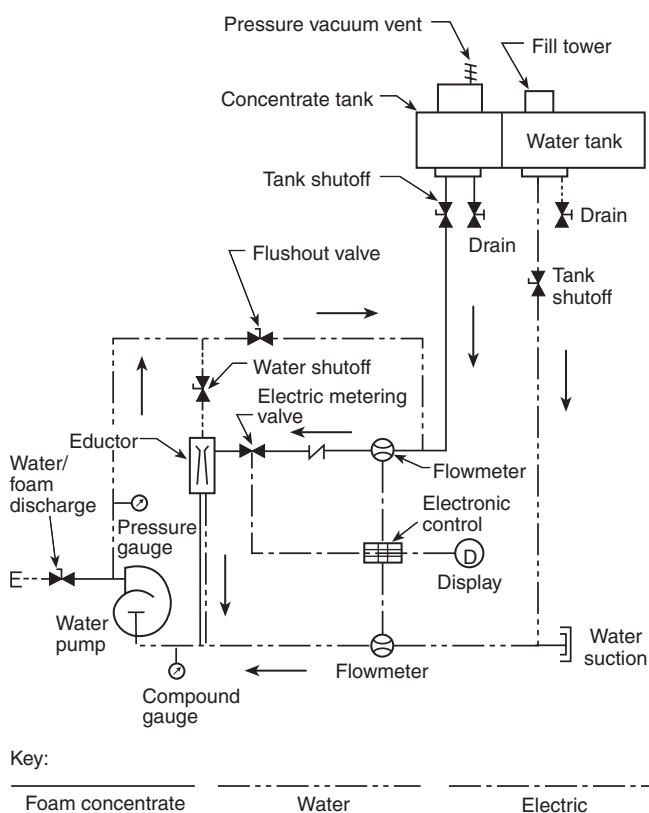 Pressure vacuum vent
Fill tower
Concentrate tank
Water tank
Tank shutoff
Drain
Drain
Flushout valve
Tank
shutoff
Water shutoff
Electric metering
valve
Eductor
Flowmeter
Water/
foam
discharge
Electronic
control
Pressure
gauge
D
Display
Water
pump
Flowmeter
Water
suction
Compound
gauge
Key:
Foam concentrate
Water
Electric